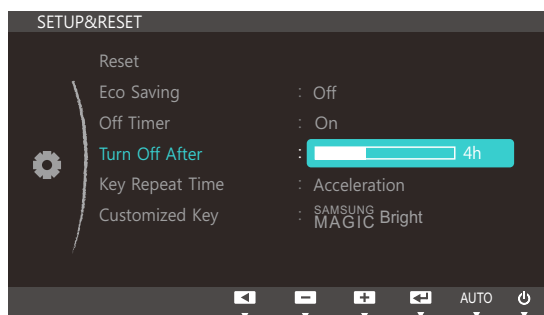 SETUP&RESET
Reset
Eco Saving : Off
Off Timer : On
Turn Off After : 4h
Key Repeat Time : Acceleration
Customized Key : SAMSUNG MAGIC Bright
AUTO